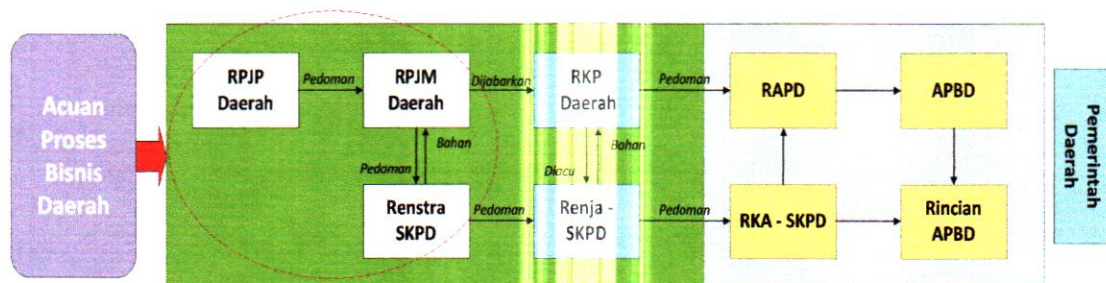 Acuan
Proses
Bisnis
Daerah
RPJP
Daerah
Pedoman
RPJM
Daerah
Dijabarkan
RKP
Daerah
Pedoman
RAPD
APBD
Pedoman
Bahan
Diacu
Bahan
Renstra
SKPD
Pedoman
Renja -
SKPD
Pedoman
RKA - SKPD
Rincian
APBD
Pemerintah
Daerah